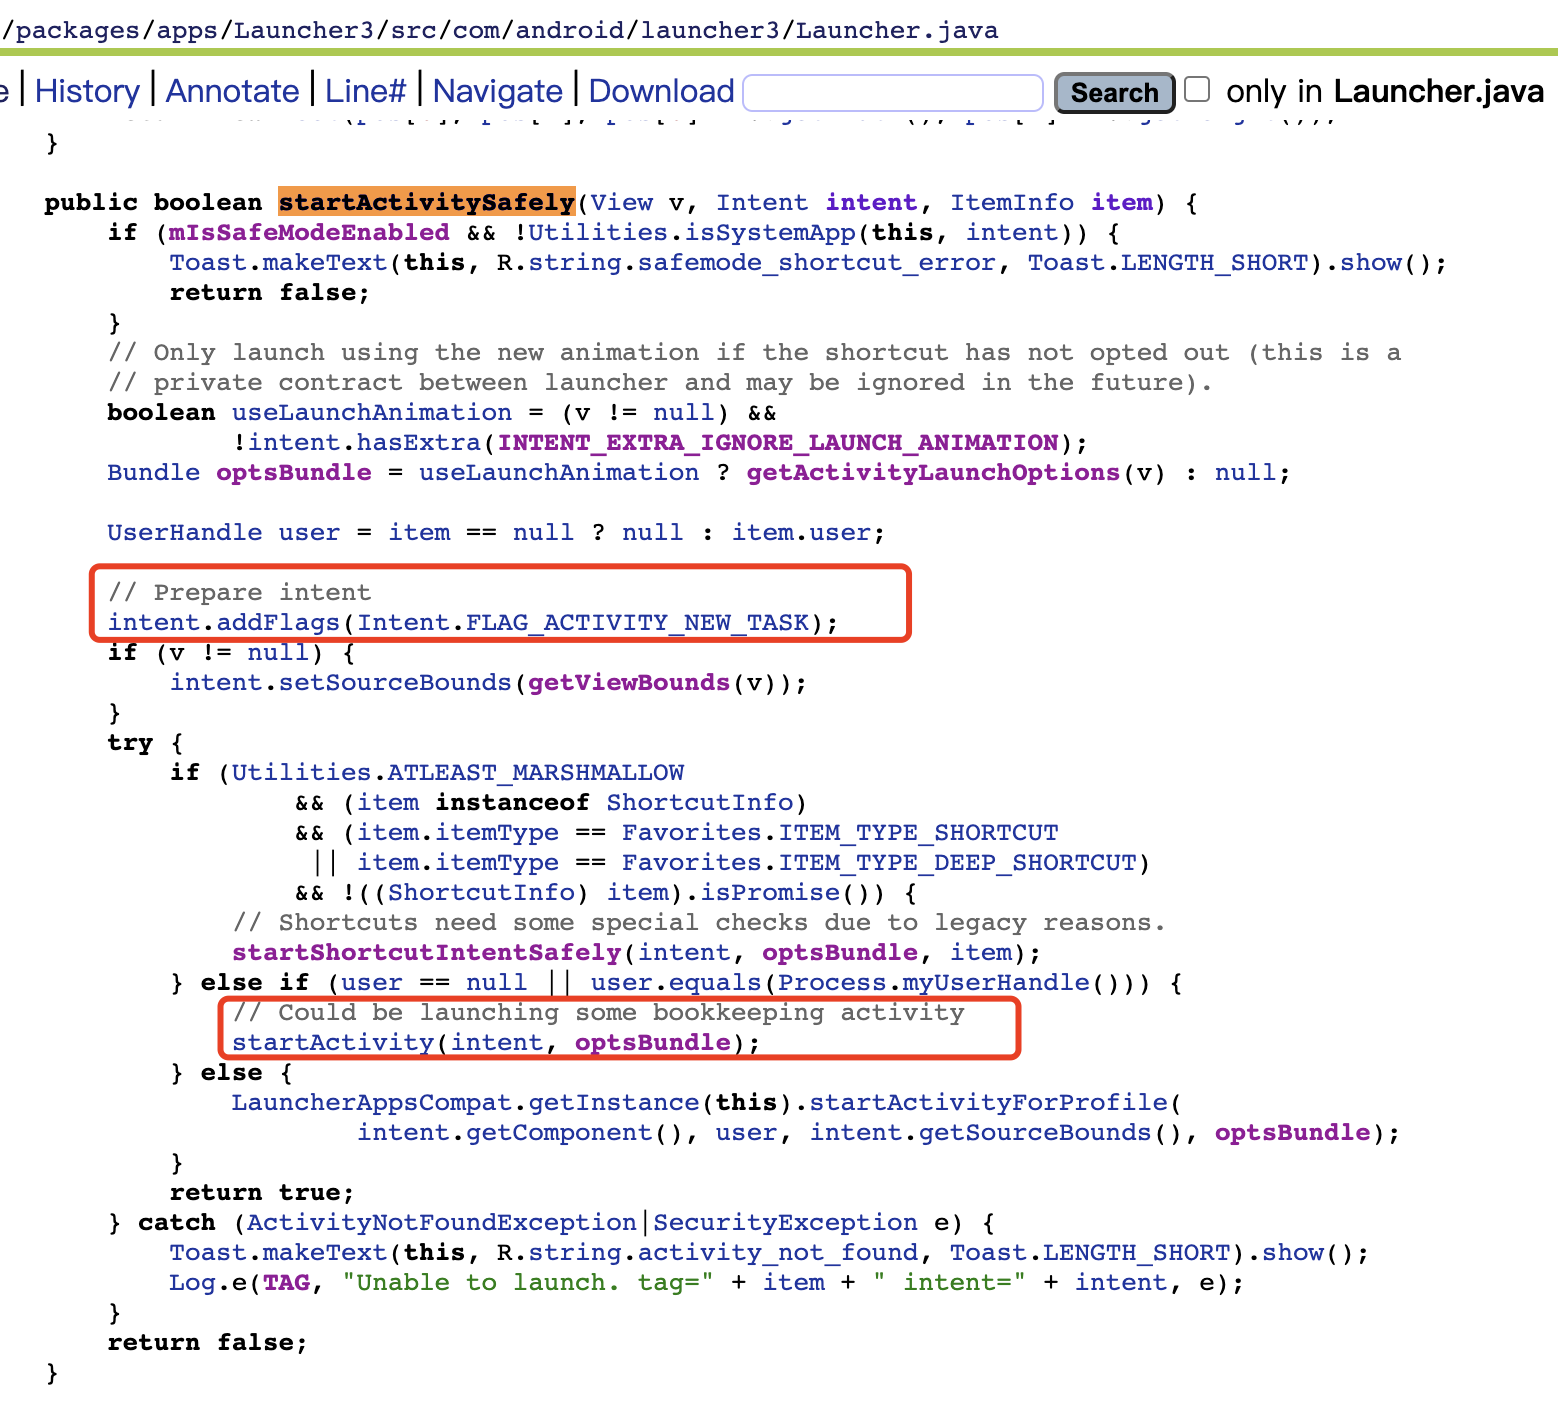 /packages/apps/Launcher3/src/com/android/launcher3/Launcher.java
e | History | Annotate | Line# | Navigate | Download Search only in Launcher.java
}
public boolean startActivitySafely(View v, Intent intent, ItemInfo item) {
if (mIsSafeModeEnabled && !Utilities.isSystemApp(this, intent)) {
Toast.makeText(this, R.string.safemode_shortcut_error, Toast.LENGTH_SHORT).show();
return false;
}
// Only launch using the new animation if the shortcut has not opted out (this is a
// private contract between launcher and may be ignored in the future).
boolean useLaunchAnimation = (v != null) &&
!intent.hasExtra(INTENT_EXTRA_IGNORE_LAUNCH_ANIMATION);
Bundle optsBundle = useLaunchAnimation ? getActivityLaunchOptions(v) : null;
UserHandle user = item == null ? null : item.user;
// Prepare intent
intent.addFlags(Intent.FLAG_ACTIVITY_NEW_TASK);
if (v != null) {
intent.setSourceBounds(getViewBounds(v));
}
try {
if (Utilities.ATLEAST_MARSHMALLOW
&& (item instanceof ShortcutInfo)
&& (item.itemType == Favorites.ITEM_TYPE_SHORTCUT
|| item.itemType == Favorites.ITEM_TYPE_DEEP_SHORTCUT)
&& !((ShortcutInfo) item).isPromise()) {
// Shortcuts need some special checks due to legacy reasons.
startShortcutIntentSafely(intent, optsBundle, item);
} else if (user == null || user.equals(Process.myUserHandle())) {
// Could be launching some bookkeeping activity
startActivity(intent, optsBundle);
} else {
LauncherAppsCompat.getInstance(this).startActivityForProfile(
intent.getComponent(), user, intent.getSourceBounds(), optsBundle);
}
return true;
} catch (ActivityNotFoundException|SecurityException e) {
Toast.makeText(this, R.string.activity_not_found, Toast.LENGTH_SHORT).show();
Log.e(TAG, "Unable to launch. tag=" + item + " intent=" + intent, e);
}
return false;
}